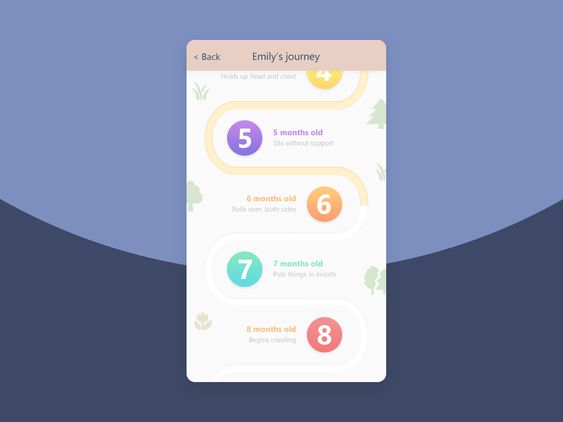 < Back
Emily's journey
4
Holds up head and chest
5
5 months old
Sits without support
6 months old
Rolls over, both sides
6
7
7 months old
Puts things in mouth
8 months old
Begins crawling
8